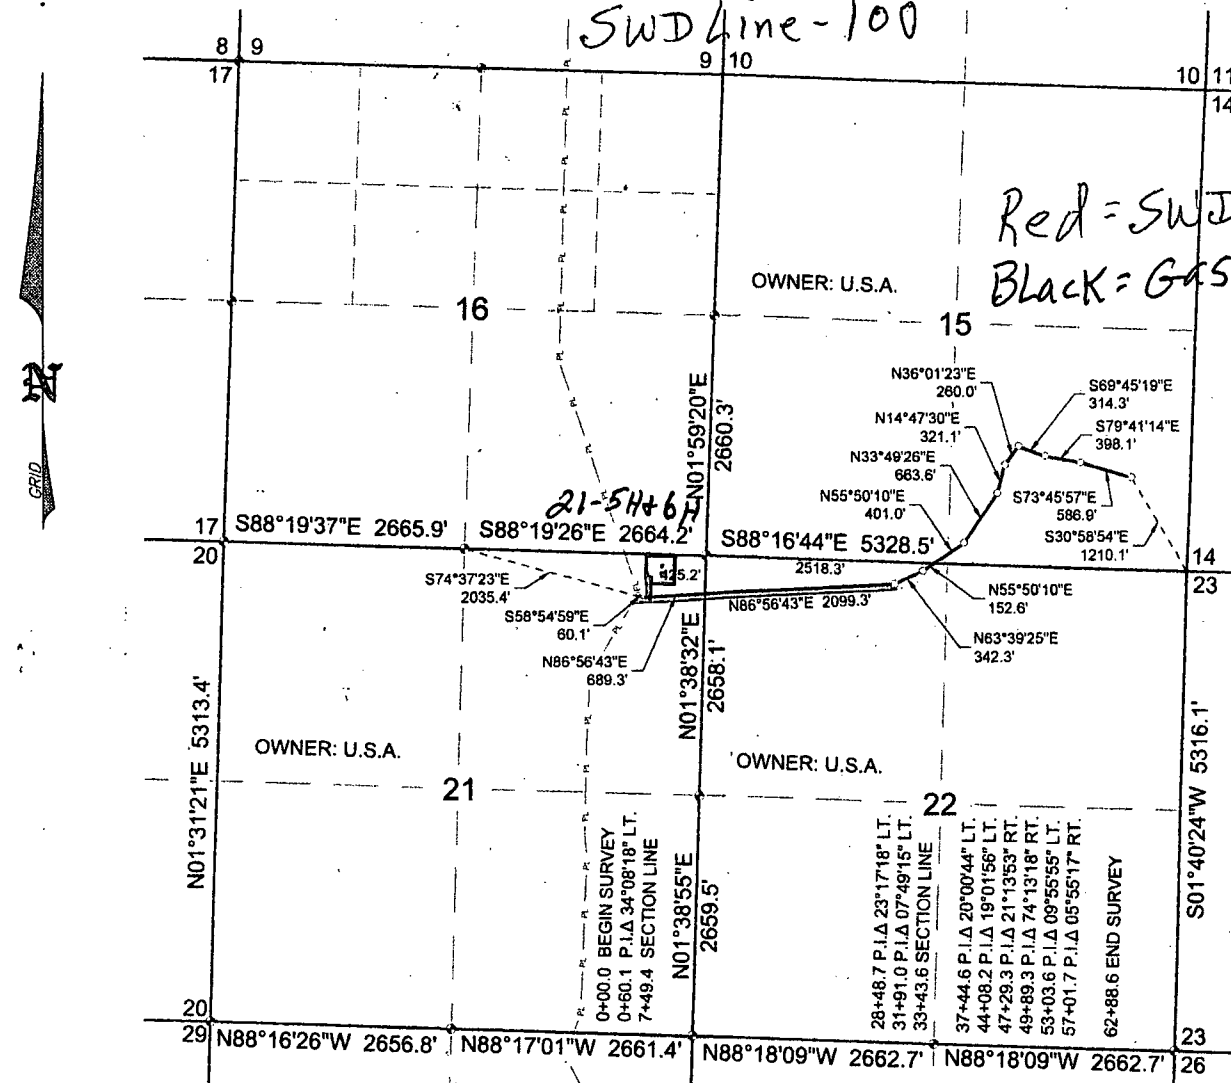 SWD Line - 100
8 9
17
9 10
10 11
14
Red = SWD
OWNER: U.S.A.
BLack = Gas
16
15
GRID
N36°01'23"E
260.0'
S69°45'19"E
314.3'
N14°47'30"E
321.1'
S79°41'14"E
398.1'
N01°59'20"E
2660.3'
N33°49'26"E
663.6'
N55°50'10"E
401.0'
S73°45'57"E
586.9'
S30°58'54"E
1210.1'
21-5H+6H
17
S88°19'37"E 2665.9'
S88°19'26"E 2664.2'
S88°16'44"E 5328.5'
14
20
23
S74°37'23"E
2035.4'
425.2'
2518.3'
N86°56'43"E 2099.3'
N55°50'10"E
152.6'
S58°54'59"E
60.1'
N63°39'25"E
342.3'
N86°56'43"E
689.3'
N01°38'32"E
2658.1'
N01°31'21"E 5313.4'
S01°40'24"W 5316.1'
OWNER: U.S.A.
OWNER: U.S.A.
21
22
0+00.0 BEGIN SURVEY
0+60.1 P.I.Δ 34°08'18" LT.
7+49.4 SECTION LINE
N01°38'55"E
2659.5'
28+48.7 P.I.Δ 23°17'18" LT.
31+91.0 P.I.Δ 07°49'15" LT.
33+43.6 SECTION LINE
37+44.6 P.I.Δ 20°00'44" LT.
44+08.2 P.I.Δ 19°01'56" LT.
47+29.3 P.I.Δ 21°13'53" RT.
49+89.3 P.I.Δ 74°13'18" RT.
53+03.6 P.I.Δ 09°55'55" LT.
57+01.7 P.I.Δ 05°55'17" RT.
62+88.6 END SURVEY
20
29
N88°16'26"W 2656.8'
N88°17'01"W 2661.4'
N88°18'09"W 2662.7'
N88°18'09"W 2662.7'
23
26